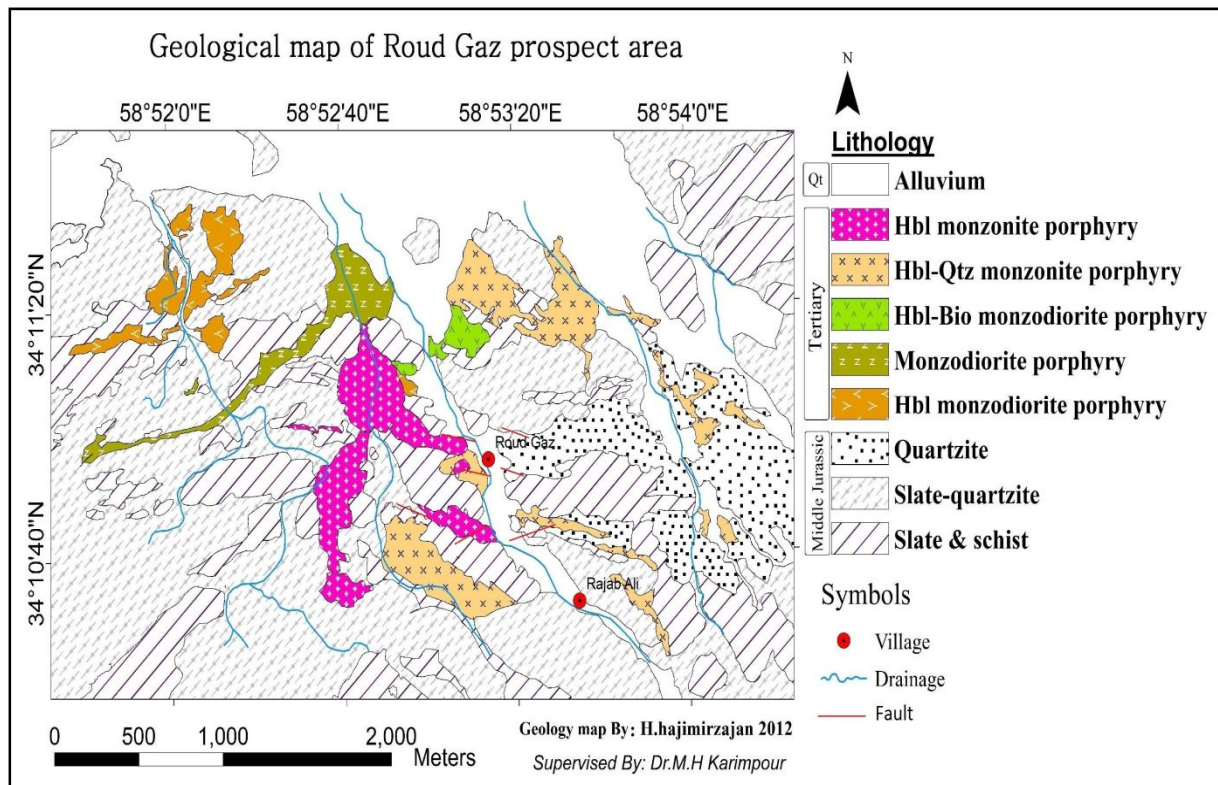 Geological map of Roud Gaz prospect area
N
58°52'0"E 58°52'40"E 58°53'20"E 58°54'0"E
34°11'20"N
34°10'40"N
Roud Gaz
Rajab Ali
Lithology
Qt
Alluvium
Tertiary
Hbl monzonite porphyry
Hbl-Qtz monzonite porphyry
Hbl-Bio monzodiorite porphyry
Monzodiorite porphyry
Hbl monzodiorite porphyry
Middle Jurassic
Quartzite
Slate-quartzite
Slate & schist
Symbols
Village
Drainage
Fault
0 500 1,000 2,000
Meters
Geology map By: H.hajimirzajan 2012
Supervised By: Dr.M.H Karimpour